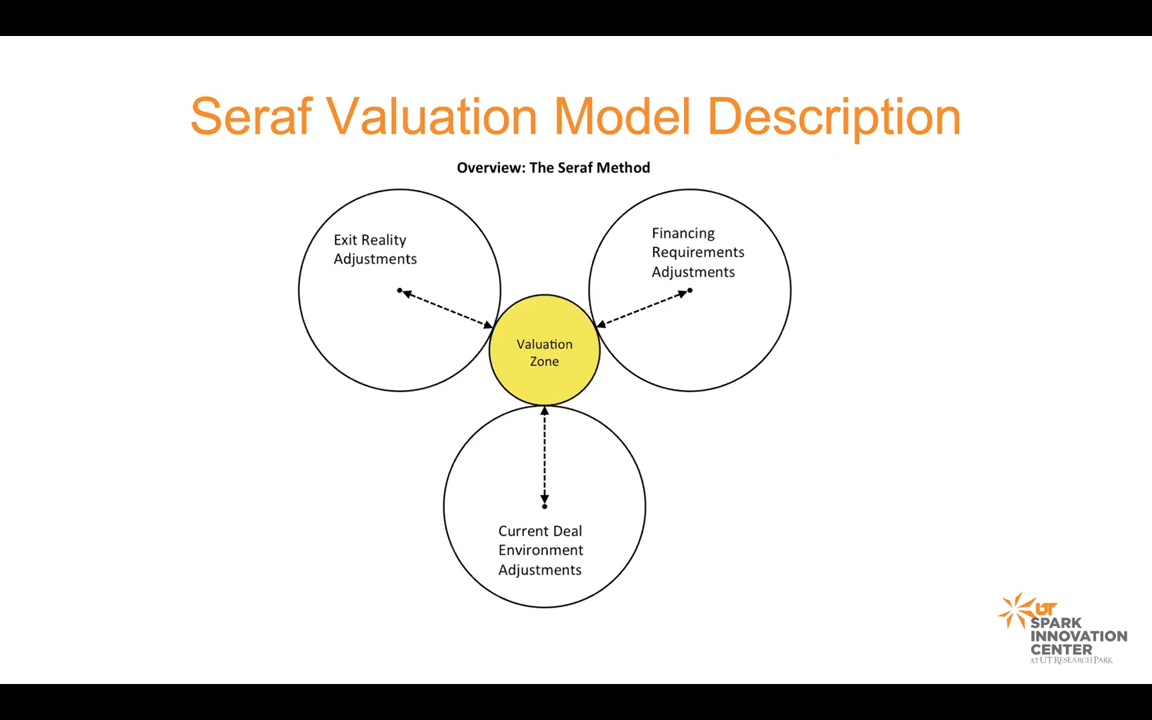 Seraf Valuation Model Description
Overview: The Seraf Method
Exit Reality
Adjustments
Financing
Requirements
Adjustments
Valuation
Zone
Current Deal
Environment
Adjustments
UT
SPARK
INNOVATION
CENTER
AT UT RESEARCH PARK